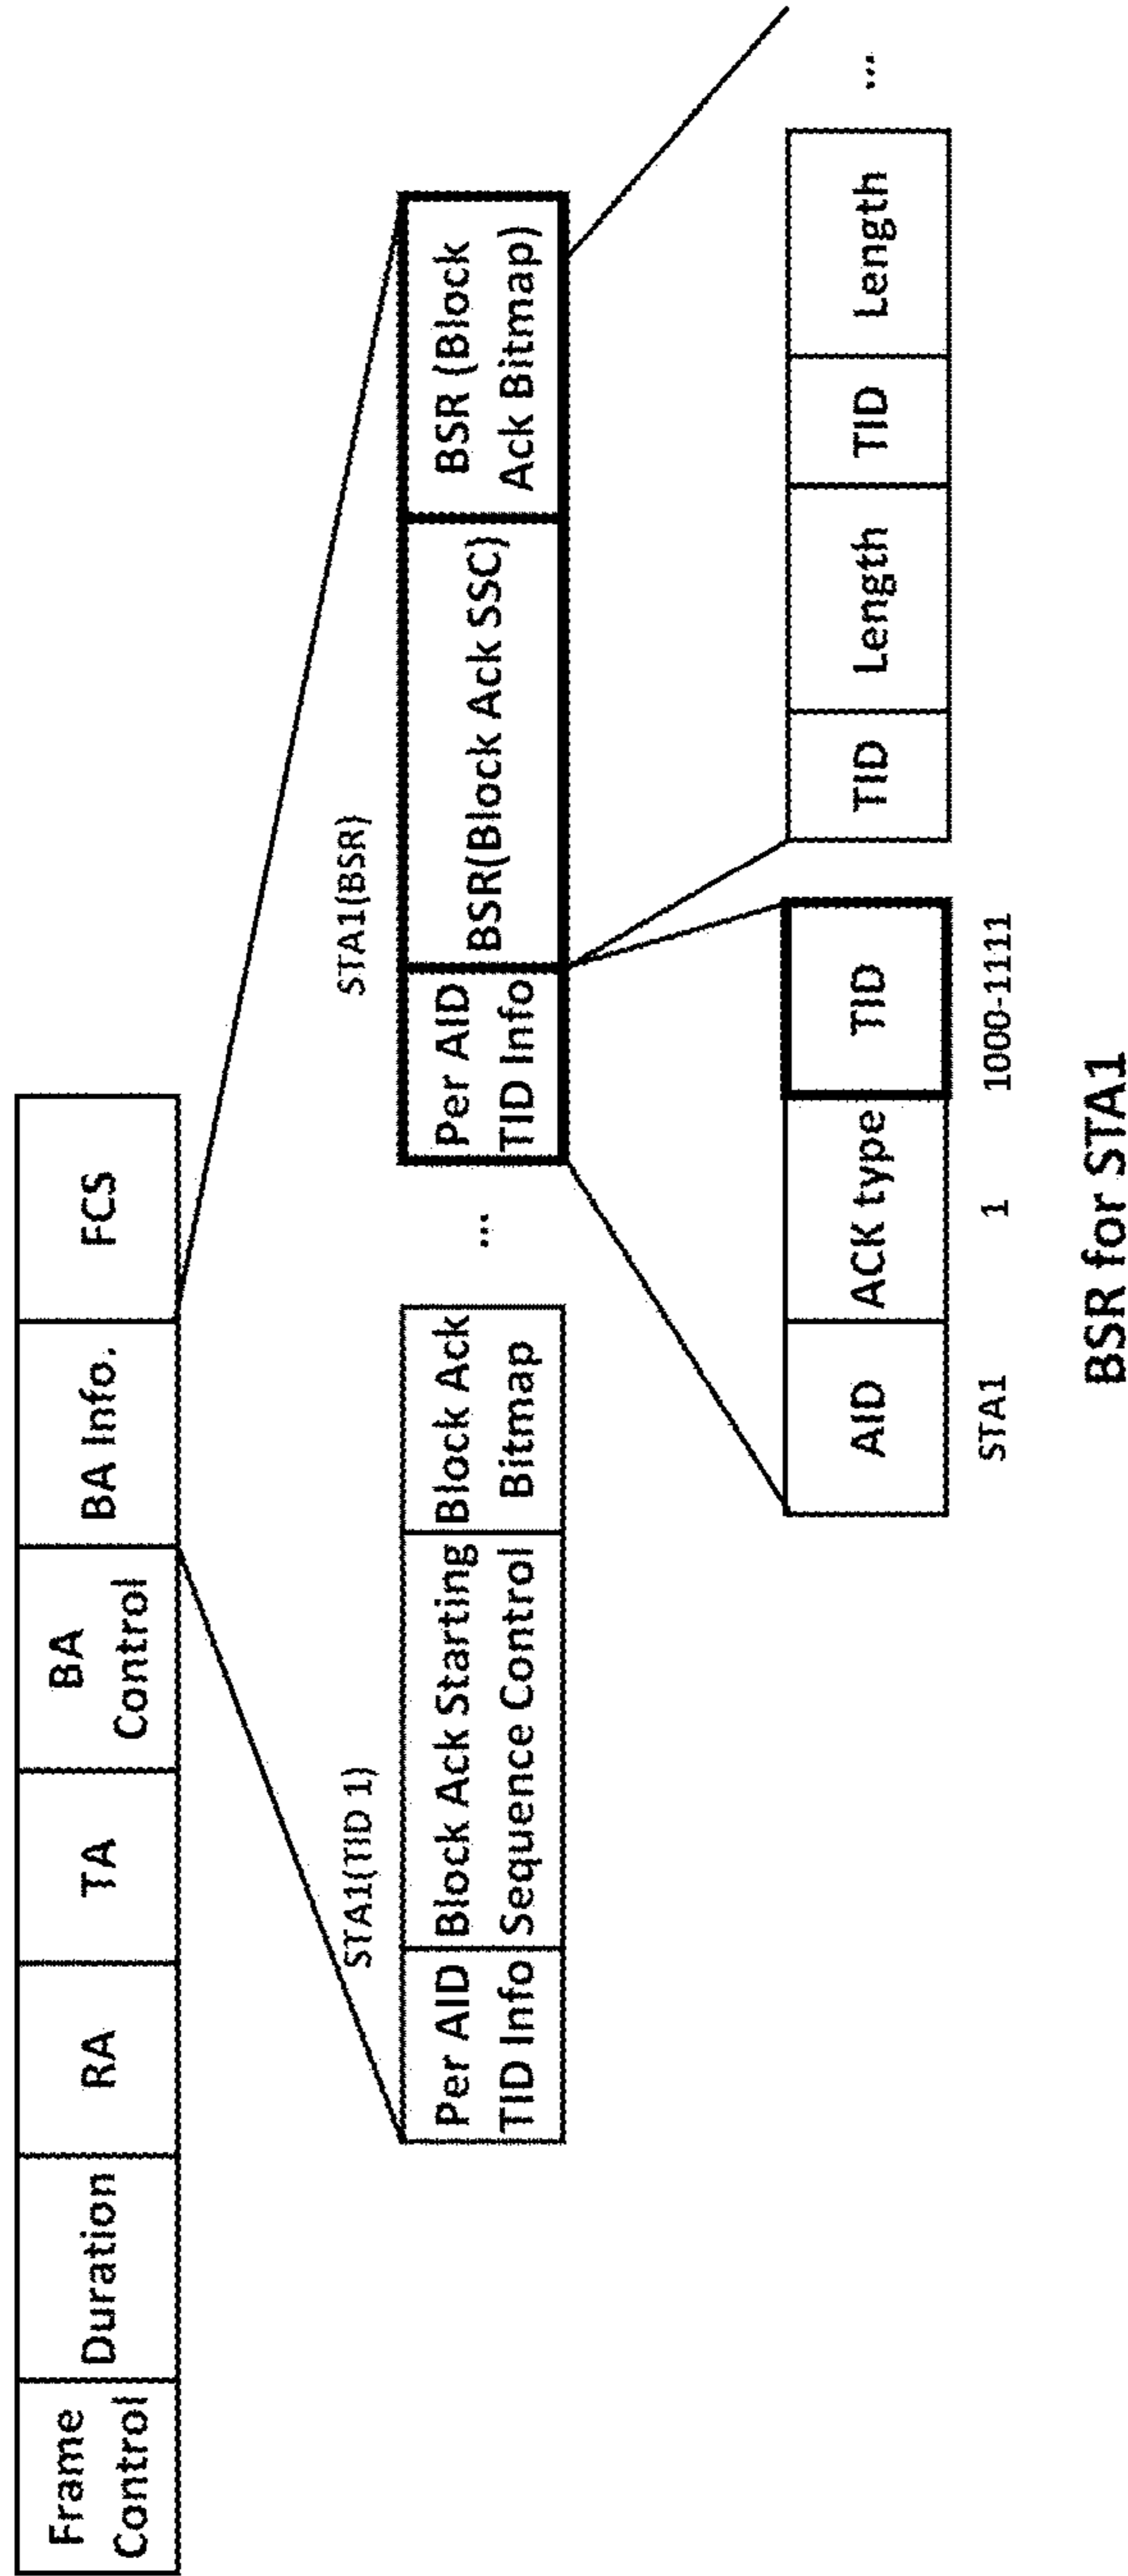 Frame
Control
Duration
RA
TA
BA
Control
BA Info.
FCS
STA1(TID 1)
Per AID
TID Info
Block Ack Starting
Sequence Control
Block Ack
Bitmap
...
STA1(BSR)
Per AID
TID Info
BSR(Block Ack SSC)
BSR (Block
Ack Bitmap)
AID
ACK type
TID
TID
Length
TID
Length
...
STA1
1
1000-1111
BSR for STA1